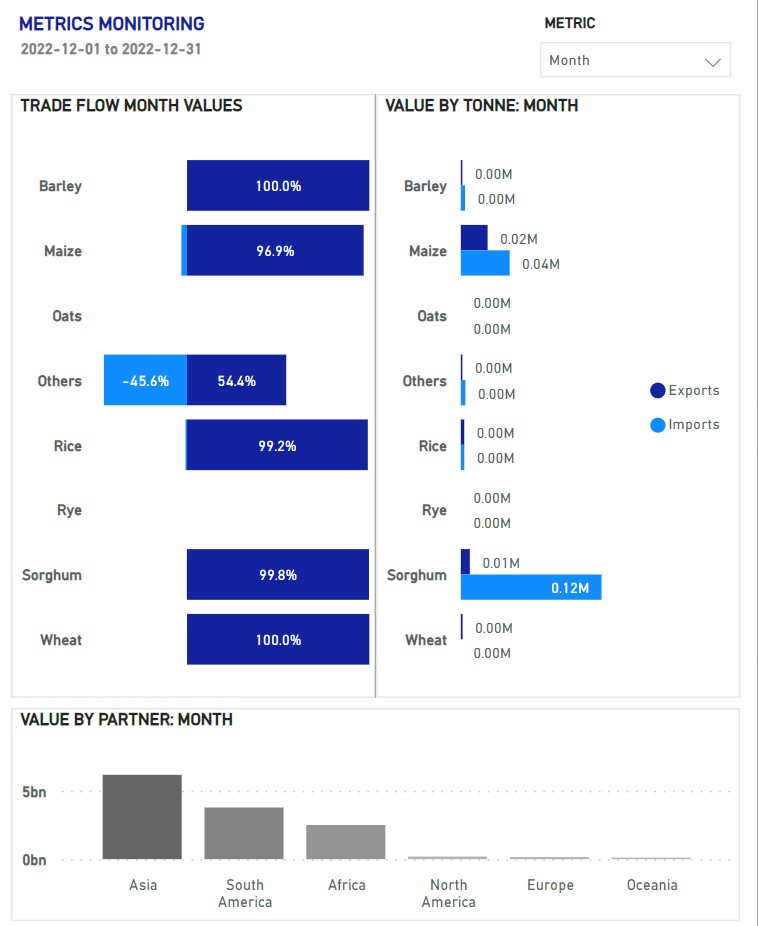 METRICS MONITORING
2022-12-01 to 2022-12-31
METRIC
Month
TRADE FLOW MONTH VALUES
Barley
100.0%
Maize
96.9%
Oats
Others
-45.6%
54.4%
Rice
99.2%
Rye
Sorghum
99.8%
Wheat
100.0%
VALUE BY TONNE: MONTH
Barley
0.00M
0.00M
Maize
0.02M
0.04M
Oats
0.00M
0.00M
Others
0.00M
0.00M
Rice
0.00M
0.00M
Rye
0.00M
0.00M
Sorghum
0.01M
0.12M
Wheat
0.00M
0.00M
Exports
Imports
VALUE BY PARTNER: MONTH
5bn
0bn
Asia
South
America
Africa
North
America
Europe
Oceania